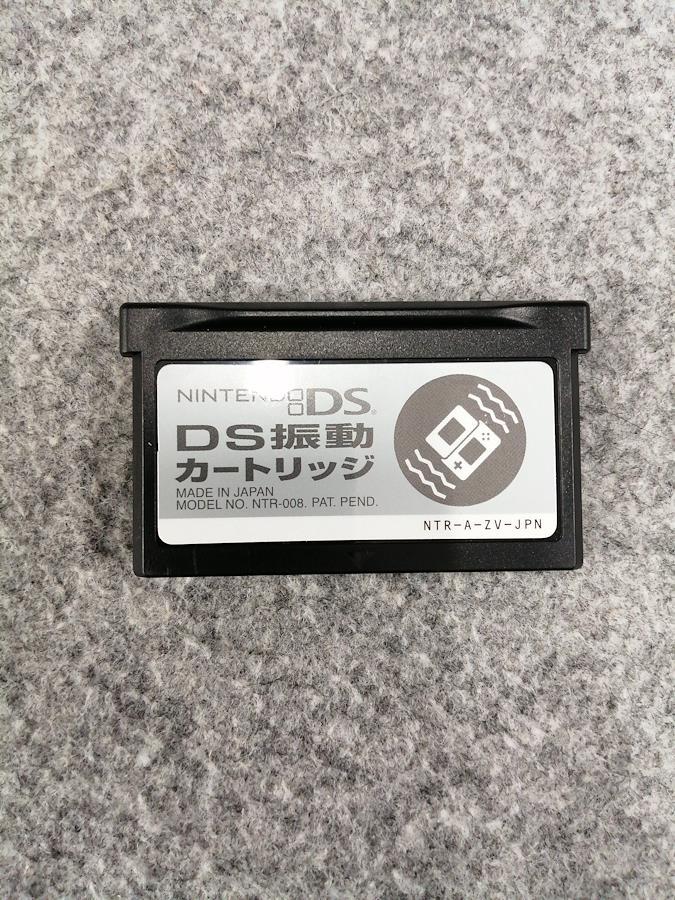 NINTENDO DS®
DS振動
カートリッジ
MADE IN JAPAN
MODEL NO. NTR-008. PAT. PEND.
NTR-A-ZV-JPN